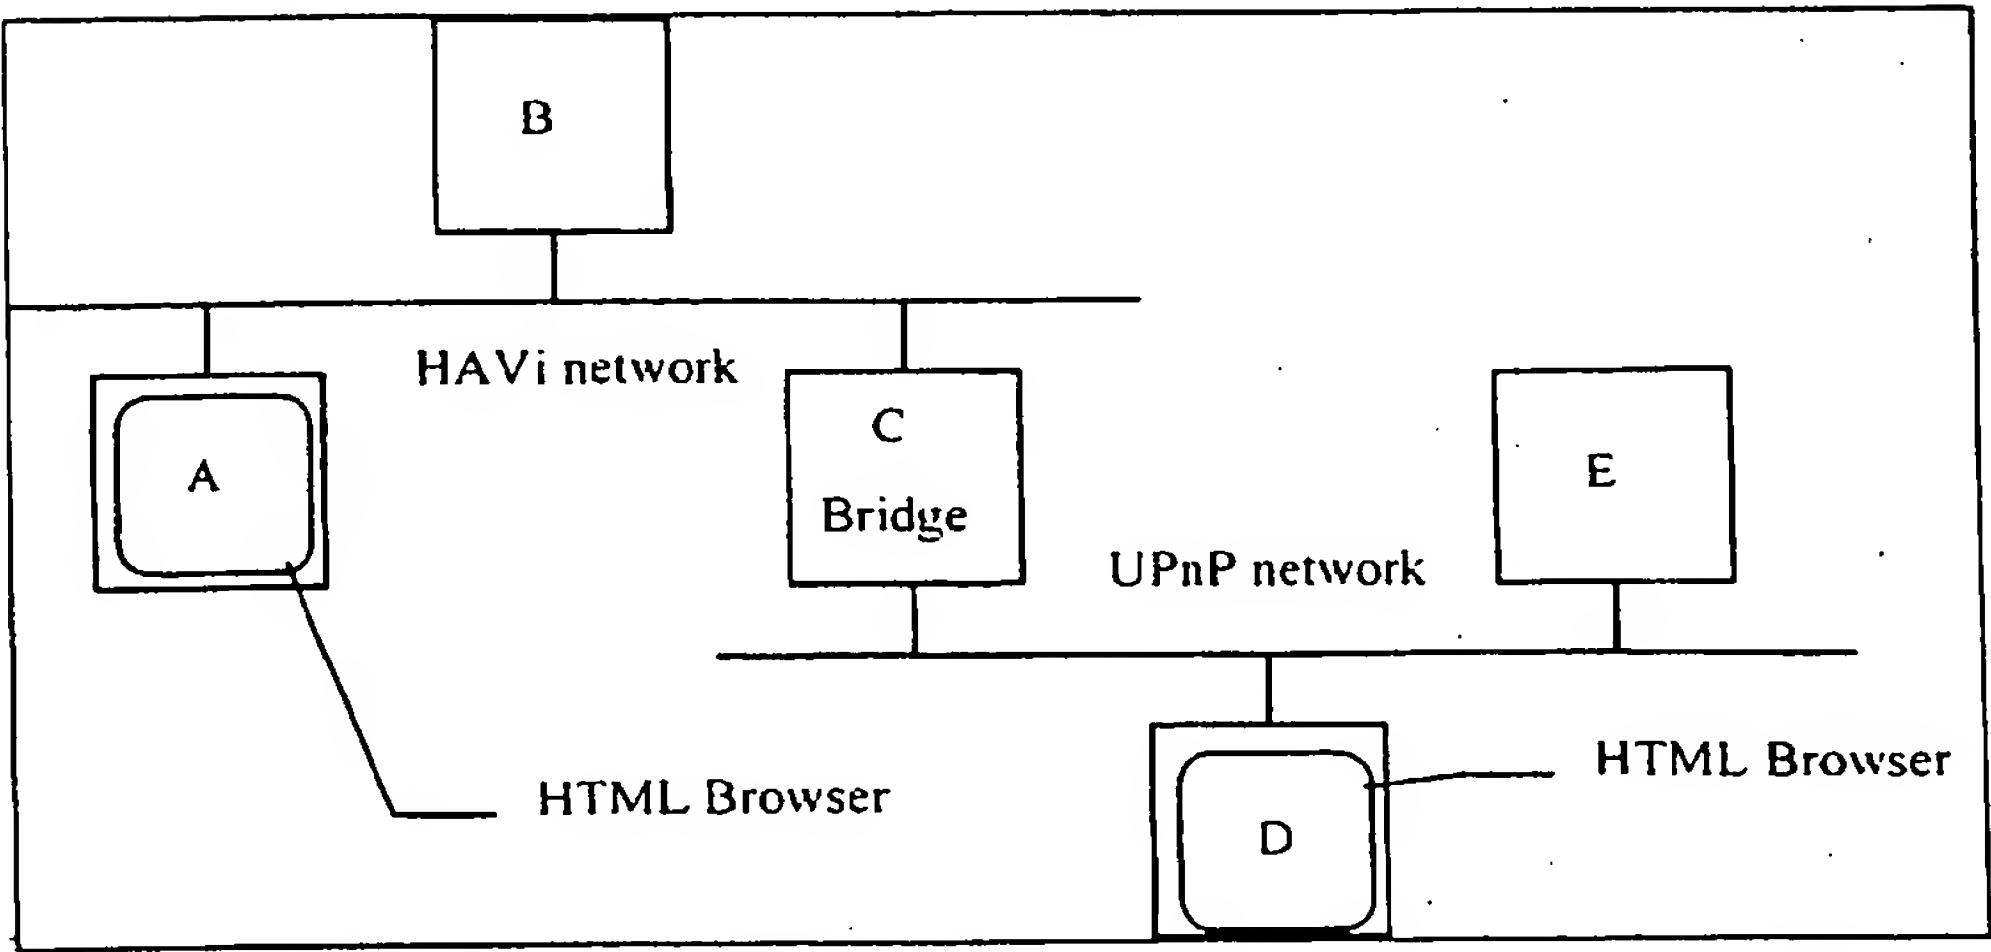 B
HAVi network
A
C
Bridge
E
UPnP network
HTML Browser
HTML Browser
D